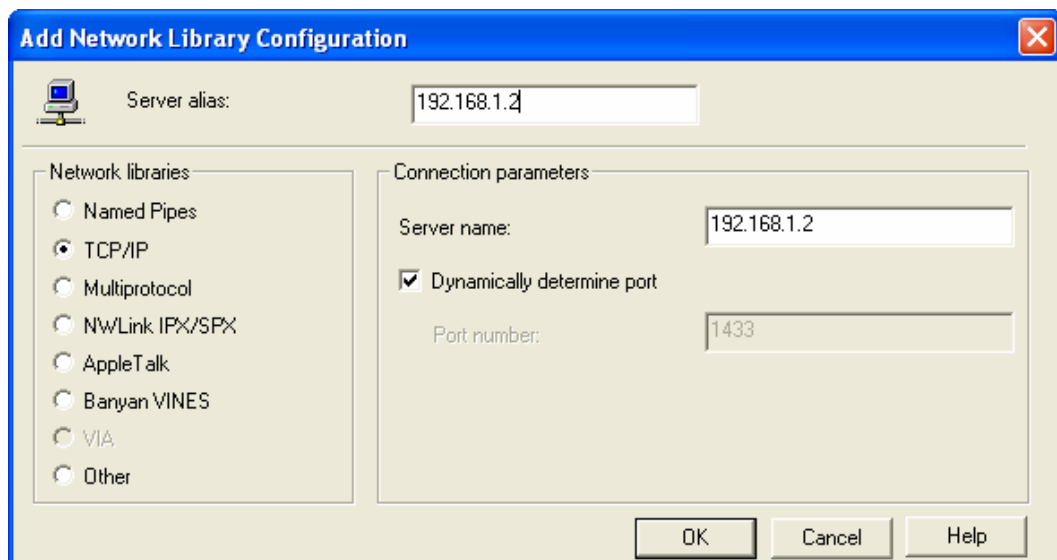 Add Network Library Configuration
Server alias:
192.168.1.2
Network libraries
Named Pipes
TCP/IP
Multiprotocol
NWLink IPX/SPX
AppleTalk
Banyan VINES
VIA
Other
Connection parameters
Server name:
192.168.1.2
Dynamically determine port
Port number:
1433
OK
Cancel
Help